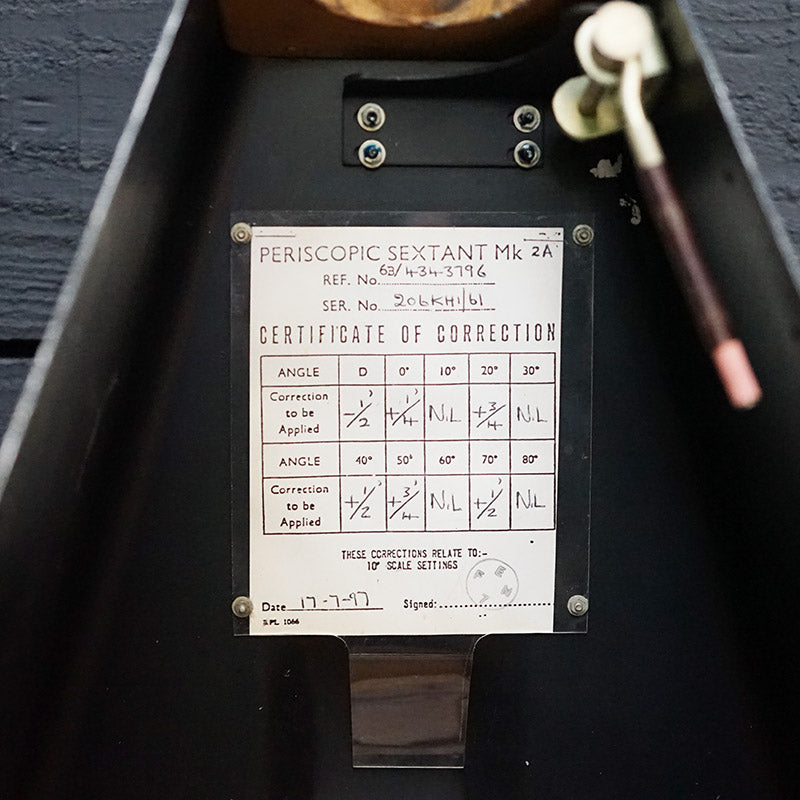 PERISCOPIC SEXTANT Mk 2A
REF. No. 6B/434-3796
SER. No. 206KH1/61
CERTIFICATE OF CORRECTION
ANGLE D 0° 10° 20° 30°
Correction to be Applied -1/2' +1/4' NIL +3/4' NIL
ANGLE 40° 50° 60° 70° 80°
Correction to be Applied +1/2' +3/4' NIL +1/2' NIL
THESE CORRECTIONS RELATE TO:-
10° SCALE SETTINGS
Date 17-7-97 Signed:
1066